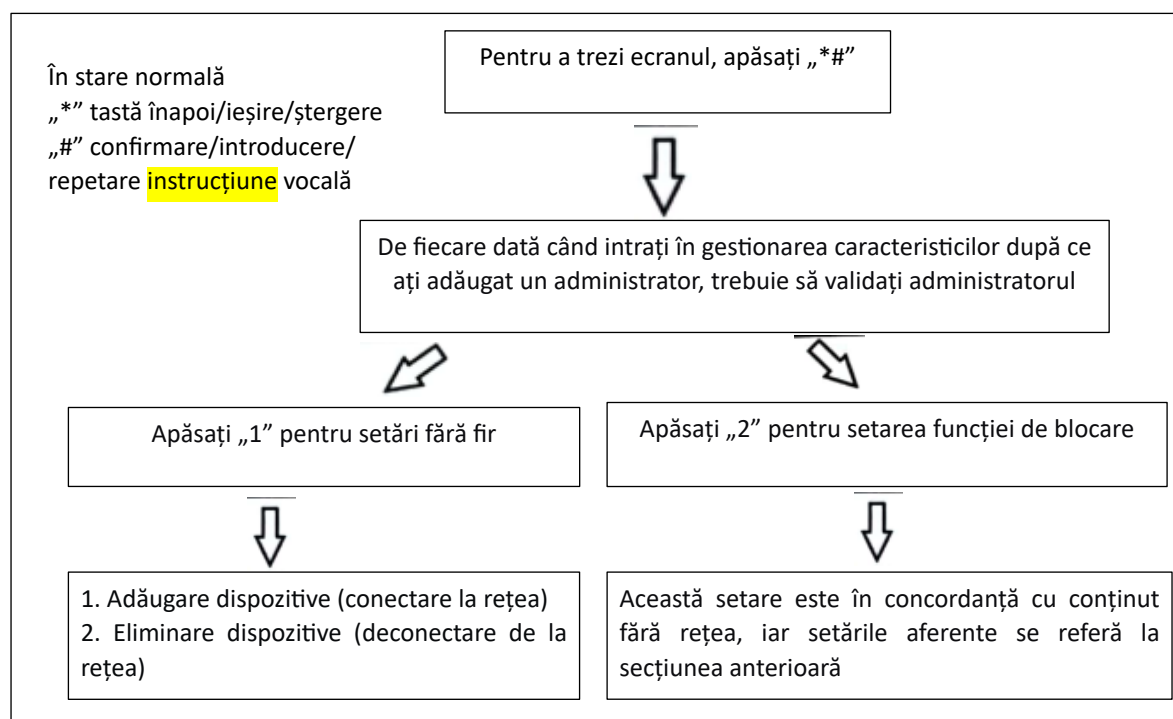 Pentru a trezi ecranul, apăsați „*#”
În stare normală
„*” tastă înapoi/ieșire/ștergere
„#” confirmare/introducere/
repetare instrucțiune vocală
De fiecare dată când intrați în gestionarea caracteristicilor după ce
ați adăugat un administrator, trebuie să validați administratorul
Apăsați „1” pentru setări fără fir
Apăsați „2” pentru setarea funcției de blocare
1. Adăugare dispozitive (conectare la rețea)
2. Eliminare dispozitive (deconectare de la
rețea)
Această setare este în concordanță cu conținut
fără rețea, iar setările aferente se referă la
secțiunea anterioară